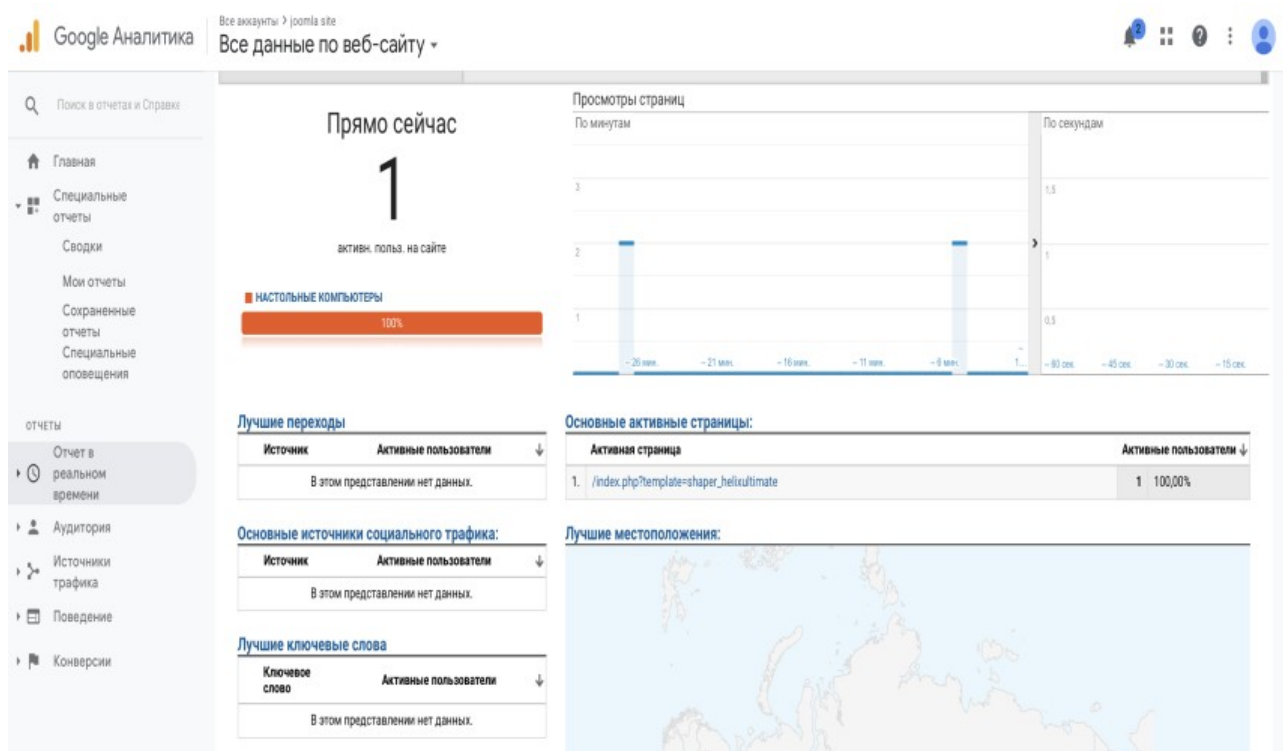 Google Аналитика
Все аккаунты > joomla site
Все данные по веб-сайту
2
Поиск в отчетах и Справке
Главная
Специальные
отчеты
Сводки
Мои отчеты
Сохраненные
отчеты
Специальные
оповещения
ОТЧЕТЫ
Отчет в
реальном
времени
Аудитория
Источники
трафика
Поведение
Конверсии
Прямо сейчас
1
активн. польз. на сайте
НАСТОЛЬНЫЕ КОМПЬЮТЕРЫ
100%
Просмотры страниц
По минутам
3
2
1
– 26 мин. – 21 мин. – 16 мин. – 11 мин. – 6 мин. 1...
По секундам
1,5
1
0,5
– 60 сек. – 45 сек. – 30 сек. – 15 сек.
Лучшие переходы
Источник Активные пользователи
В этом представлении нет данных.
Основные активные страницы:
Активная страница Активные пользователи
1. /index.php?template=shaper_helixultimate 1 100,00%
Основные источники социального трафика:
Источник Активные пользователи
В этом представлении нет данных.
Лучшие ключевые слова
Ключевое
слово
Активные пользователи
В этом представлении нет данных.
Лучшие местоположения: